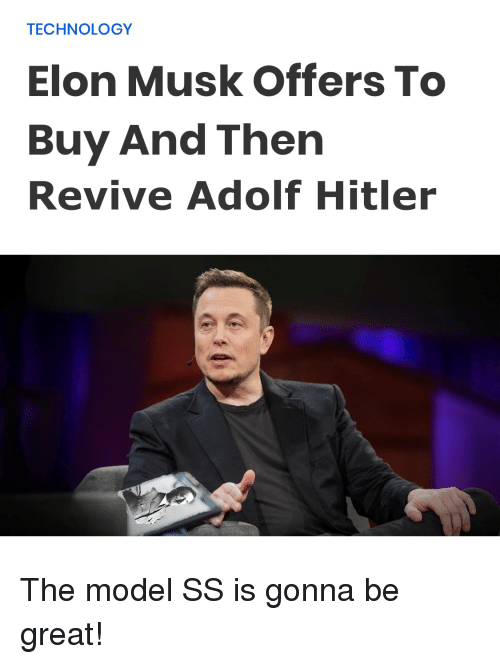 TECHNOLOGY
Elon Musk Offers To
Buy And Then
Revive Adolf Hitler
The model SS is gonna be
great!